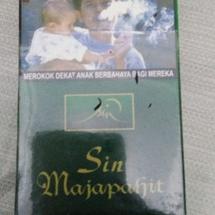 MEROKOK DEKAT ANAK BERBAHAYA BAGI MEREKA
Sin
Majapahit